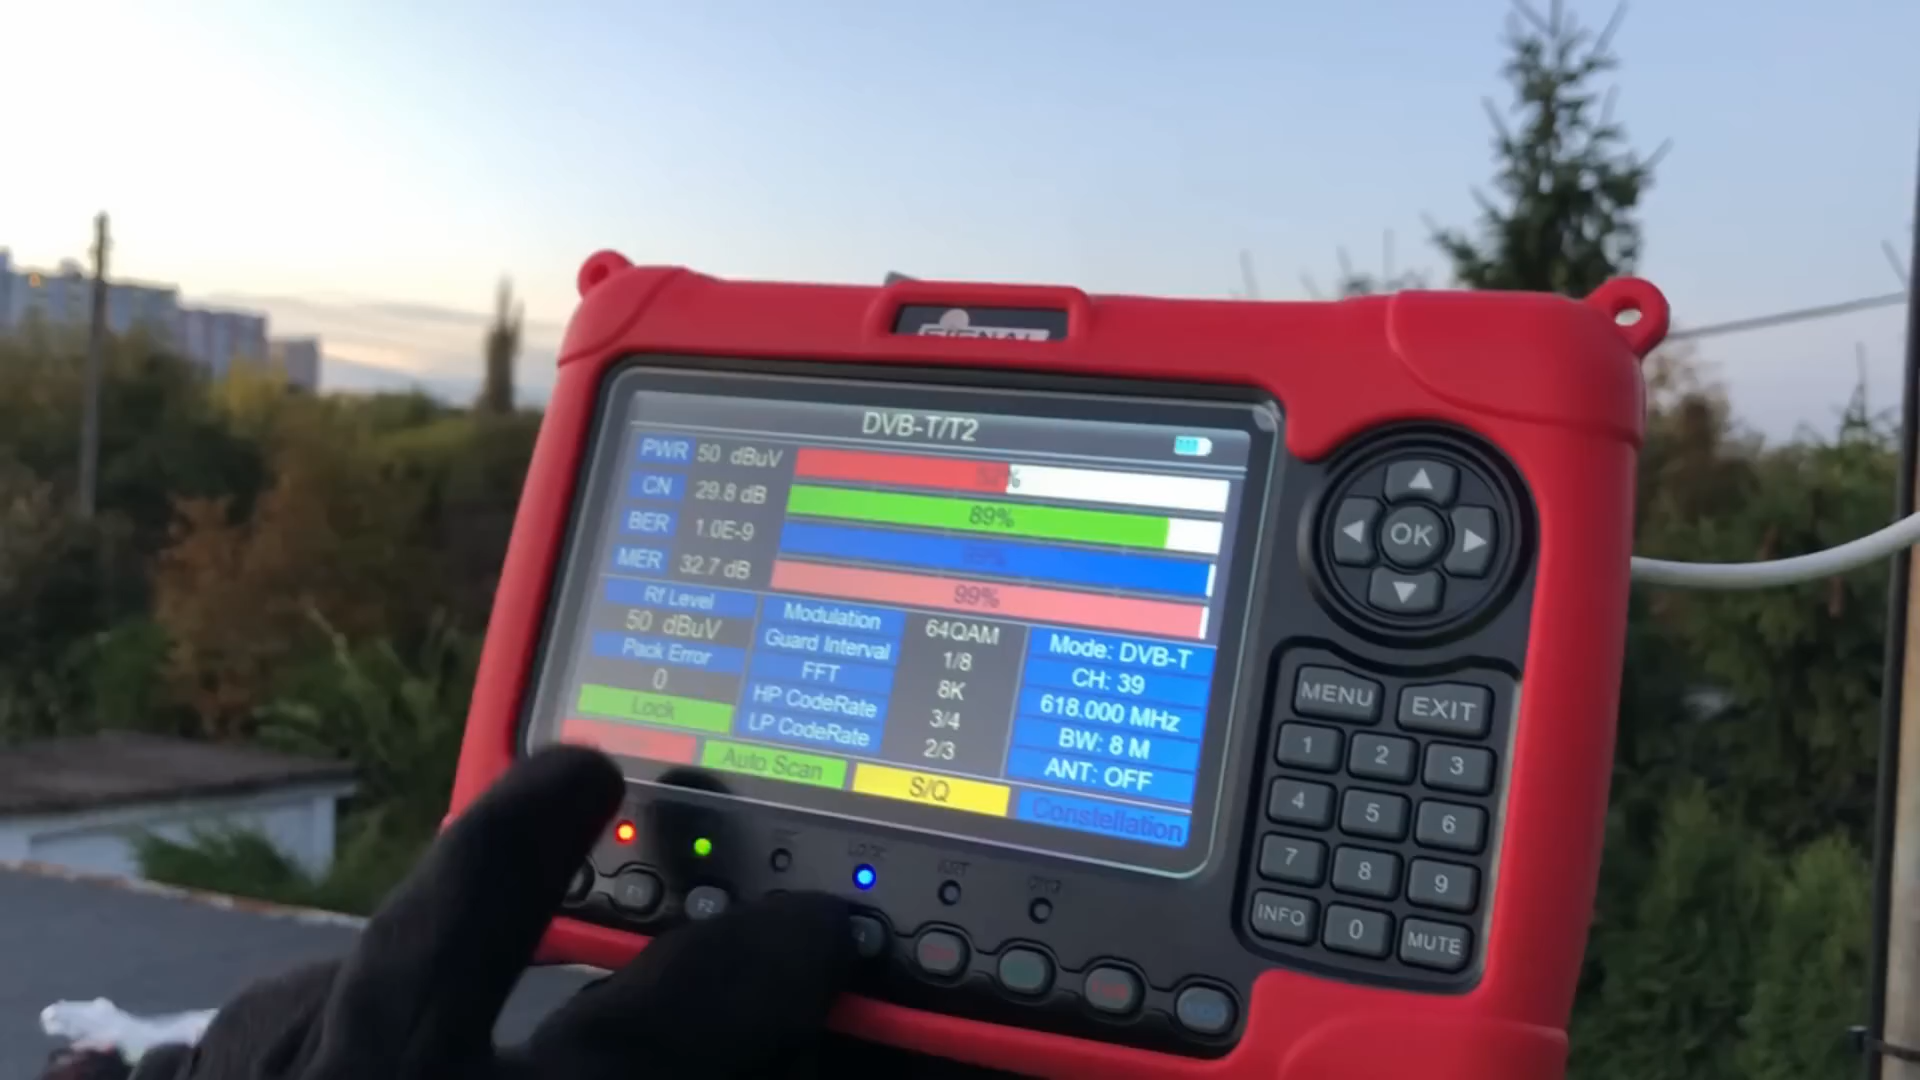 SIGNAL
DVB-T/T2
PWR 50 dBuV
CN 29.8 dB 89%
BER 1.0E-9
MER 32.7 dB 99%
Rf Level
50 dBuV
Pack Error
0
Lock
Modulation 64QAM
Guard Interval 1/8
FFT 8K
HP CodeRate 3/4
LP CodeRate 2/3
Mode: DVB-T
CH: 39
618.000 MHz
BW: 8 M
ANT: OFF
Auto Scan
S/Q
Constellation
LOCK
F1
F2
OK
MENU EXIT
1 2 3
4 5 6
7 8 9
INFO 0 MUTE